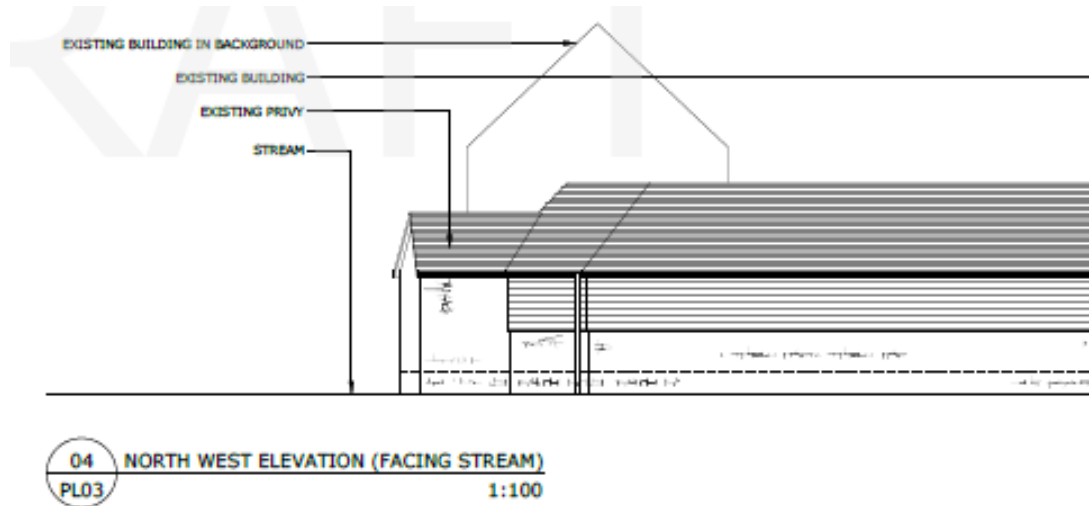 EXISTING BUILDING IN BACKGROUND
EXISTING BUILDING
EXISTING PRIVY
STREAM
04 NORTH WEST ELEVATION (FACING STREAM)
PL03 1:100